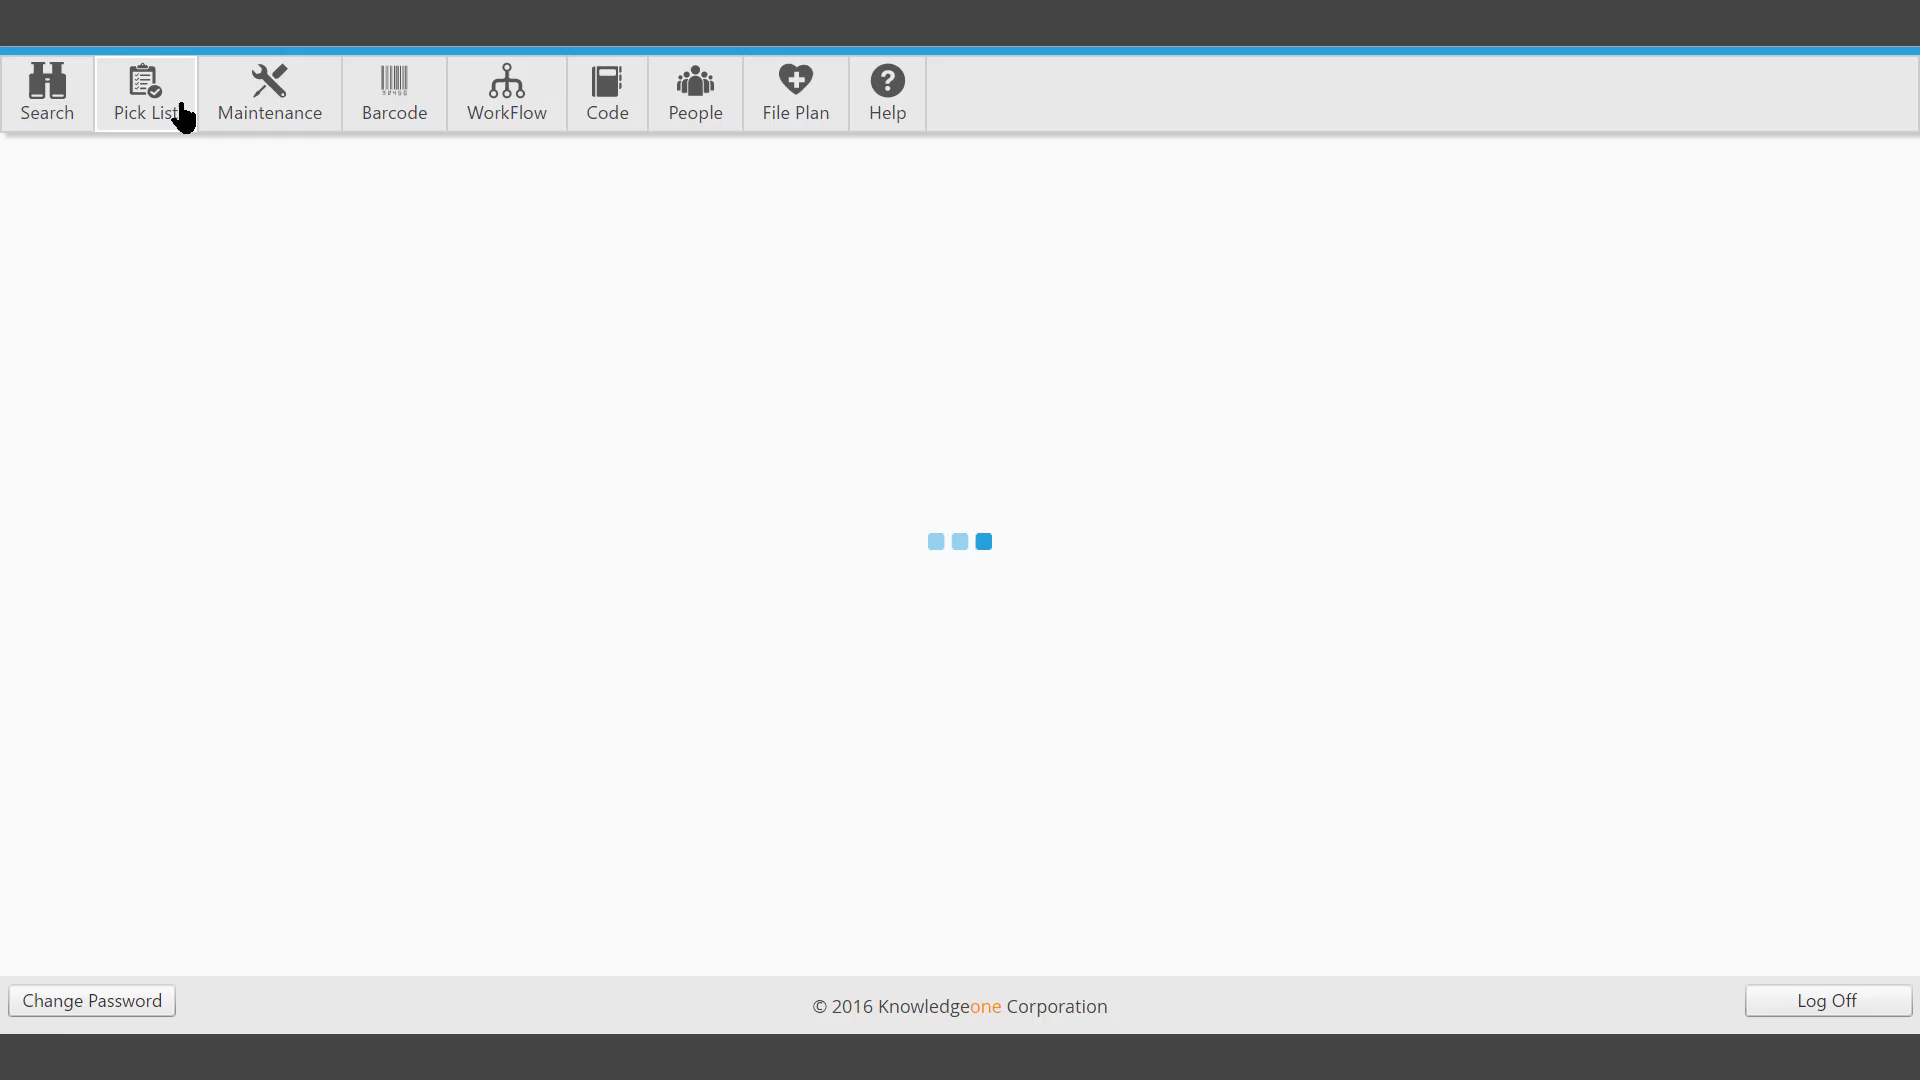 Search
Pick List
Maintenance
Barcode
WorkFlow
Code
People
File Plan
Help
Change Password
© 2016 Knowledgeone Corporation
Log Off